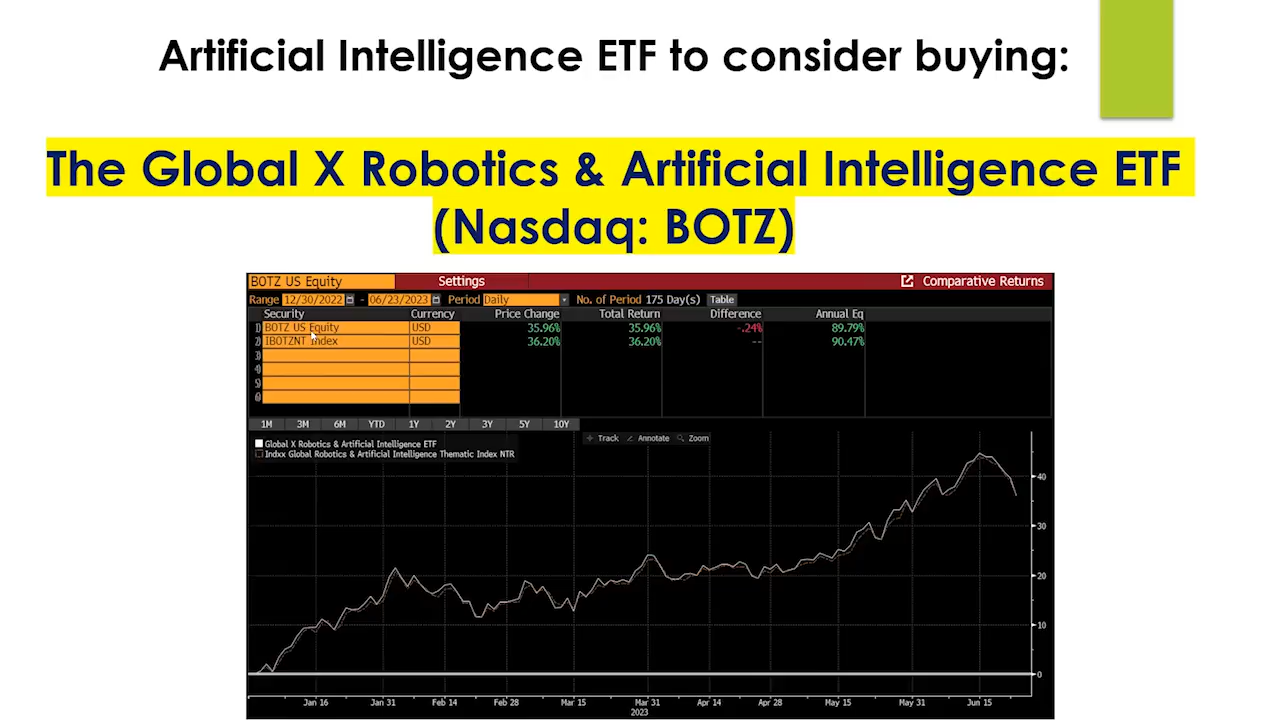 Artificial Intelligence ETF to consider buying:
The Global X Robotics & Artificial Intelligence ETF
(Nasdaq: BOTZ)
BOTZ US Equity Settings Comparative Returns
Range 12/30/2022 - 06/23/2023 Period Daily No. of Period 175 Day(s) Table
Security Currency Price Change Total Return Difference Annual Eq
1) BOTZ US Equity USD 35.96% 35.96% -.24% 89.79%
2) IBOTZNT Index USD 36.20% 36.20% -- 90.47%
3)
4)
5)
6)
1M 3M 6M YTD 1Y 2Y 3Y 5Y 10Y
Track Annotate Zoom
Global X Robotics & Artificial Intelligence ETF
Indxx Global Robotics & Artificial Intelligence Thematic Index NTR
40
30
20
10
0
Jan 16 Jan 31 Feb 14 Feb 28 Mar 15 Mar 31 Apr 14 Apr 28 May 15 May 31 Jun 15
2023